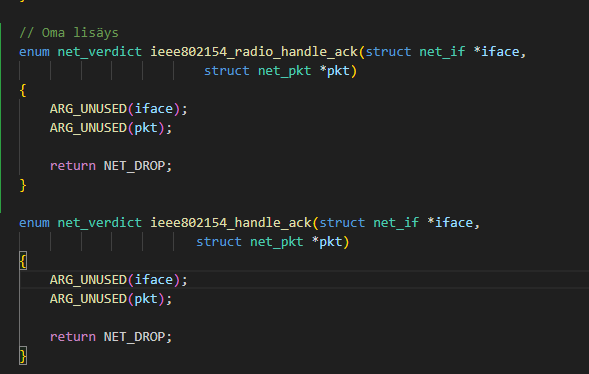 // Oma lisäys
enum net_verdict ieee802154_radio_handle_ack(struct net_if *iface,
struct net_pkt *pkt)
{
ARG_UNUSED(iface);
ARG_UNUSED(pkt);
return NET_DROP;
}
enum net_verdict ieee802154_handle_ack(struct net_if *iface,
struct net_pkt *pkt)
{
ARG_UNUSED(iface);
ARG_UNUSED(pkt);
return NET_DROP;
}